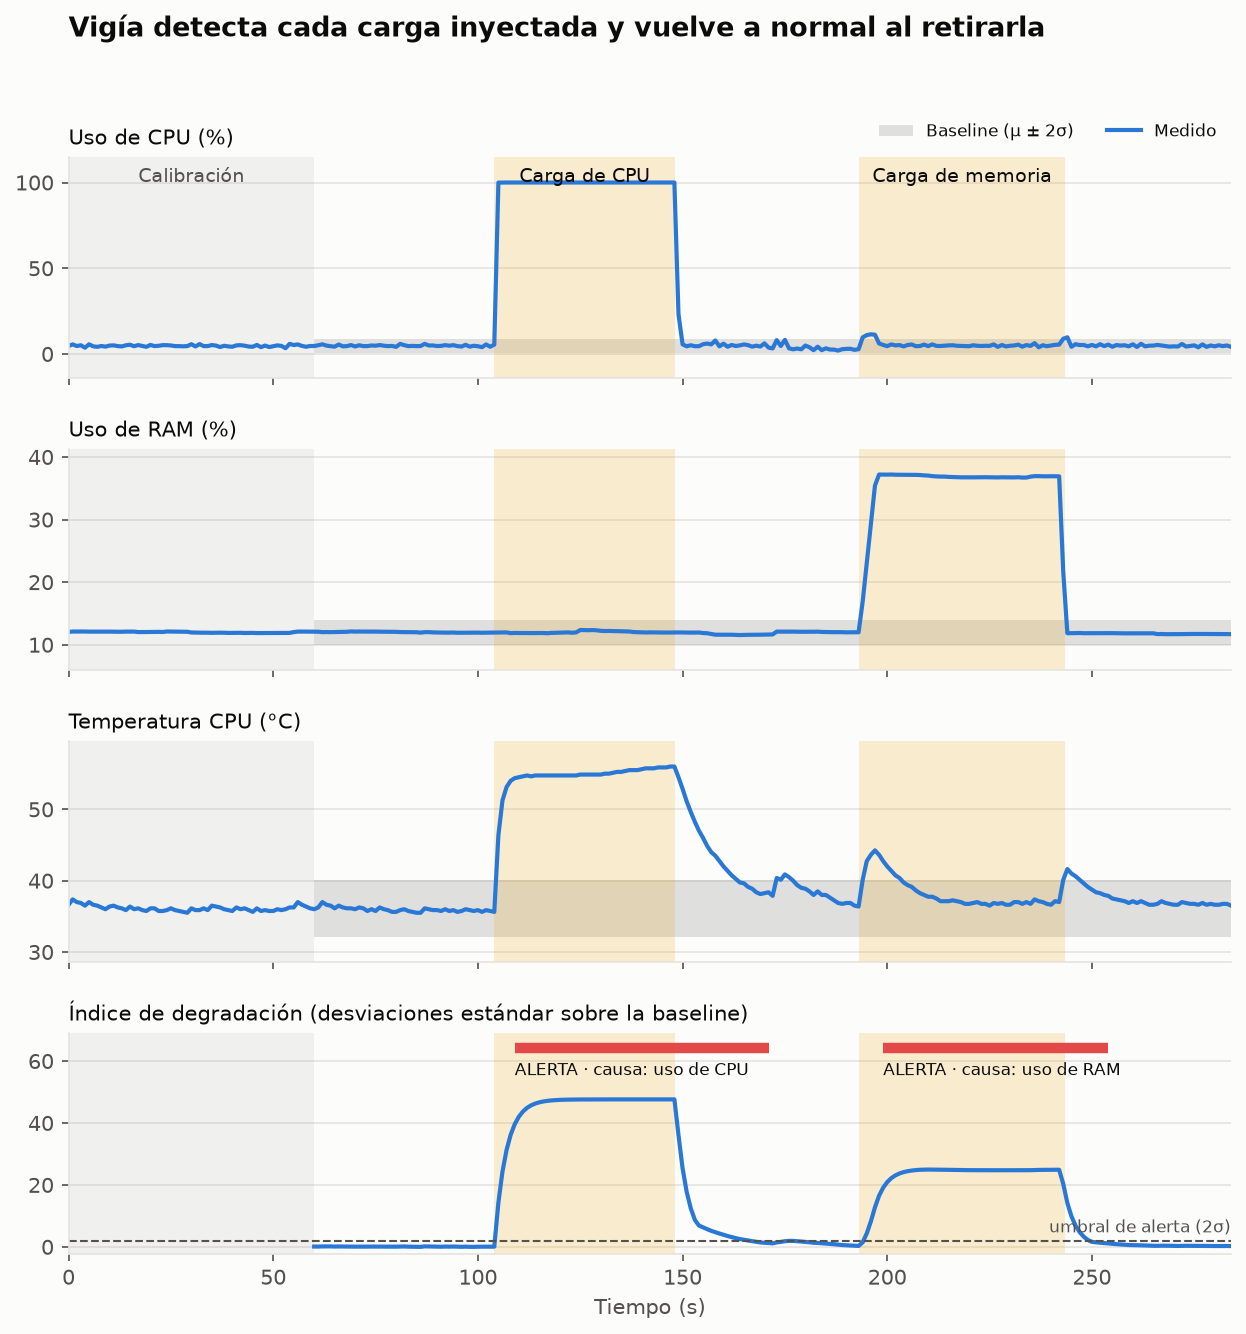 Vigía detecta cada carga inyectada y vuelve a normal al retirarla
Uso de CPU (%)
Baseline (μ ± 2σ)
Medido
Calibración
Carga de CPU
Carga de memoria
100
50
0
Uso de RAM (%)
40
30
20
10
Temperatura CPU (°C)
50
40
30
Índice de degradación (desviaciones estándar sobre la baseline)
ALERTA · causa: uso de CPU
ALERTA · causa: uso de RAM
umbral de alerta (2σ)
60
40
20
0
0
50
100
150
200
250
Tiempo (s)